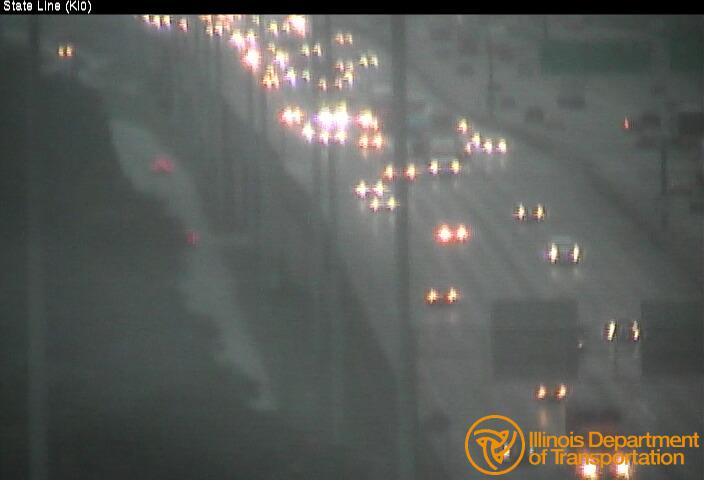 State Line (KI0)
Illinois Department
of Transportation